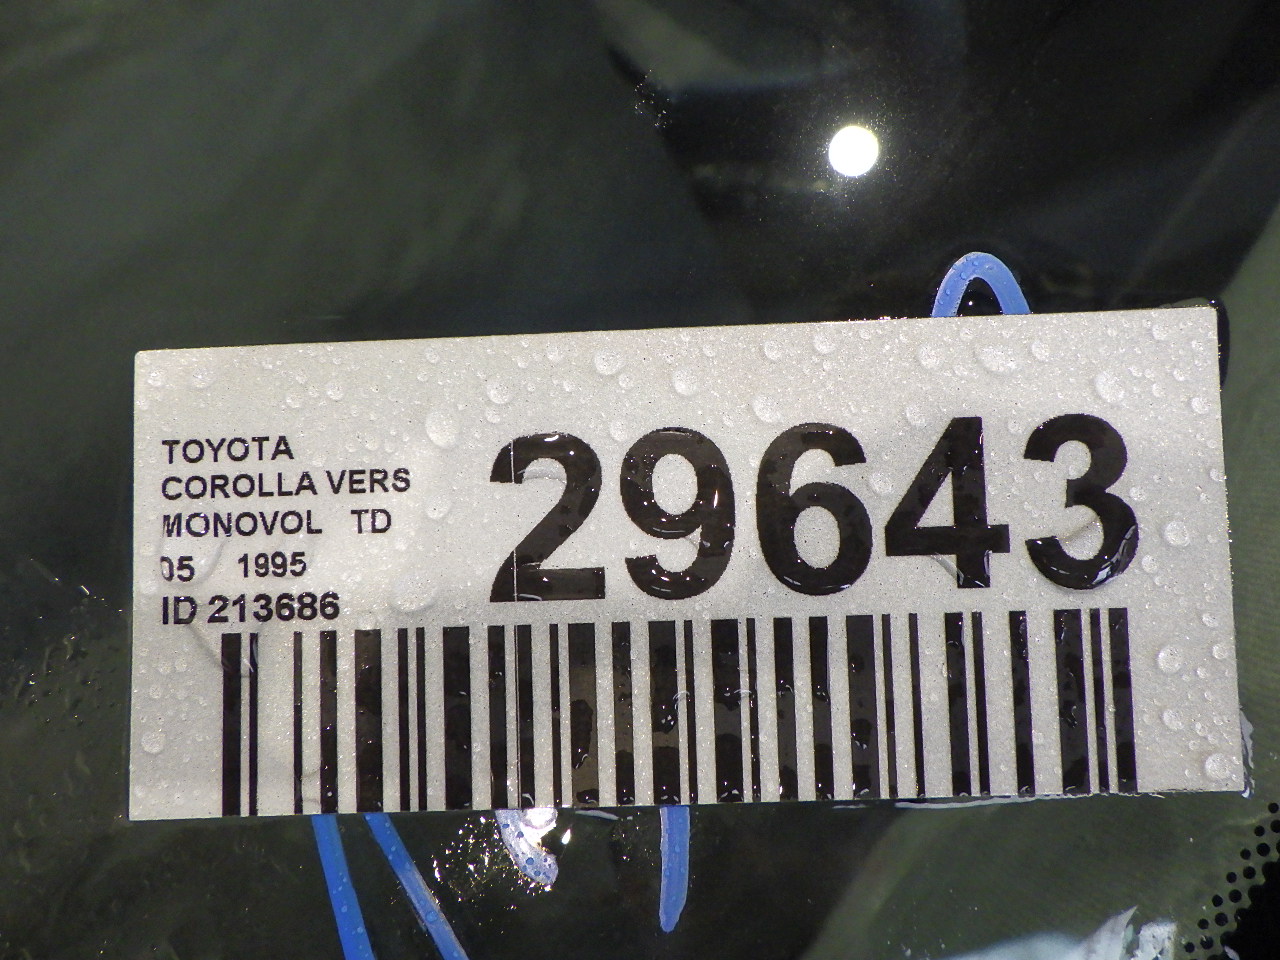 TOYOTA
COROLLA VERS
MONOVOL TD
05 1995
ID 213686
29643